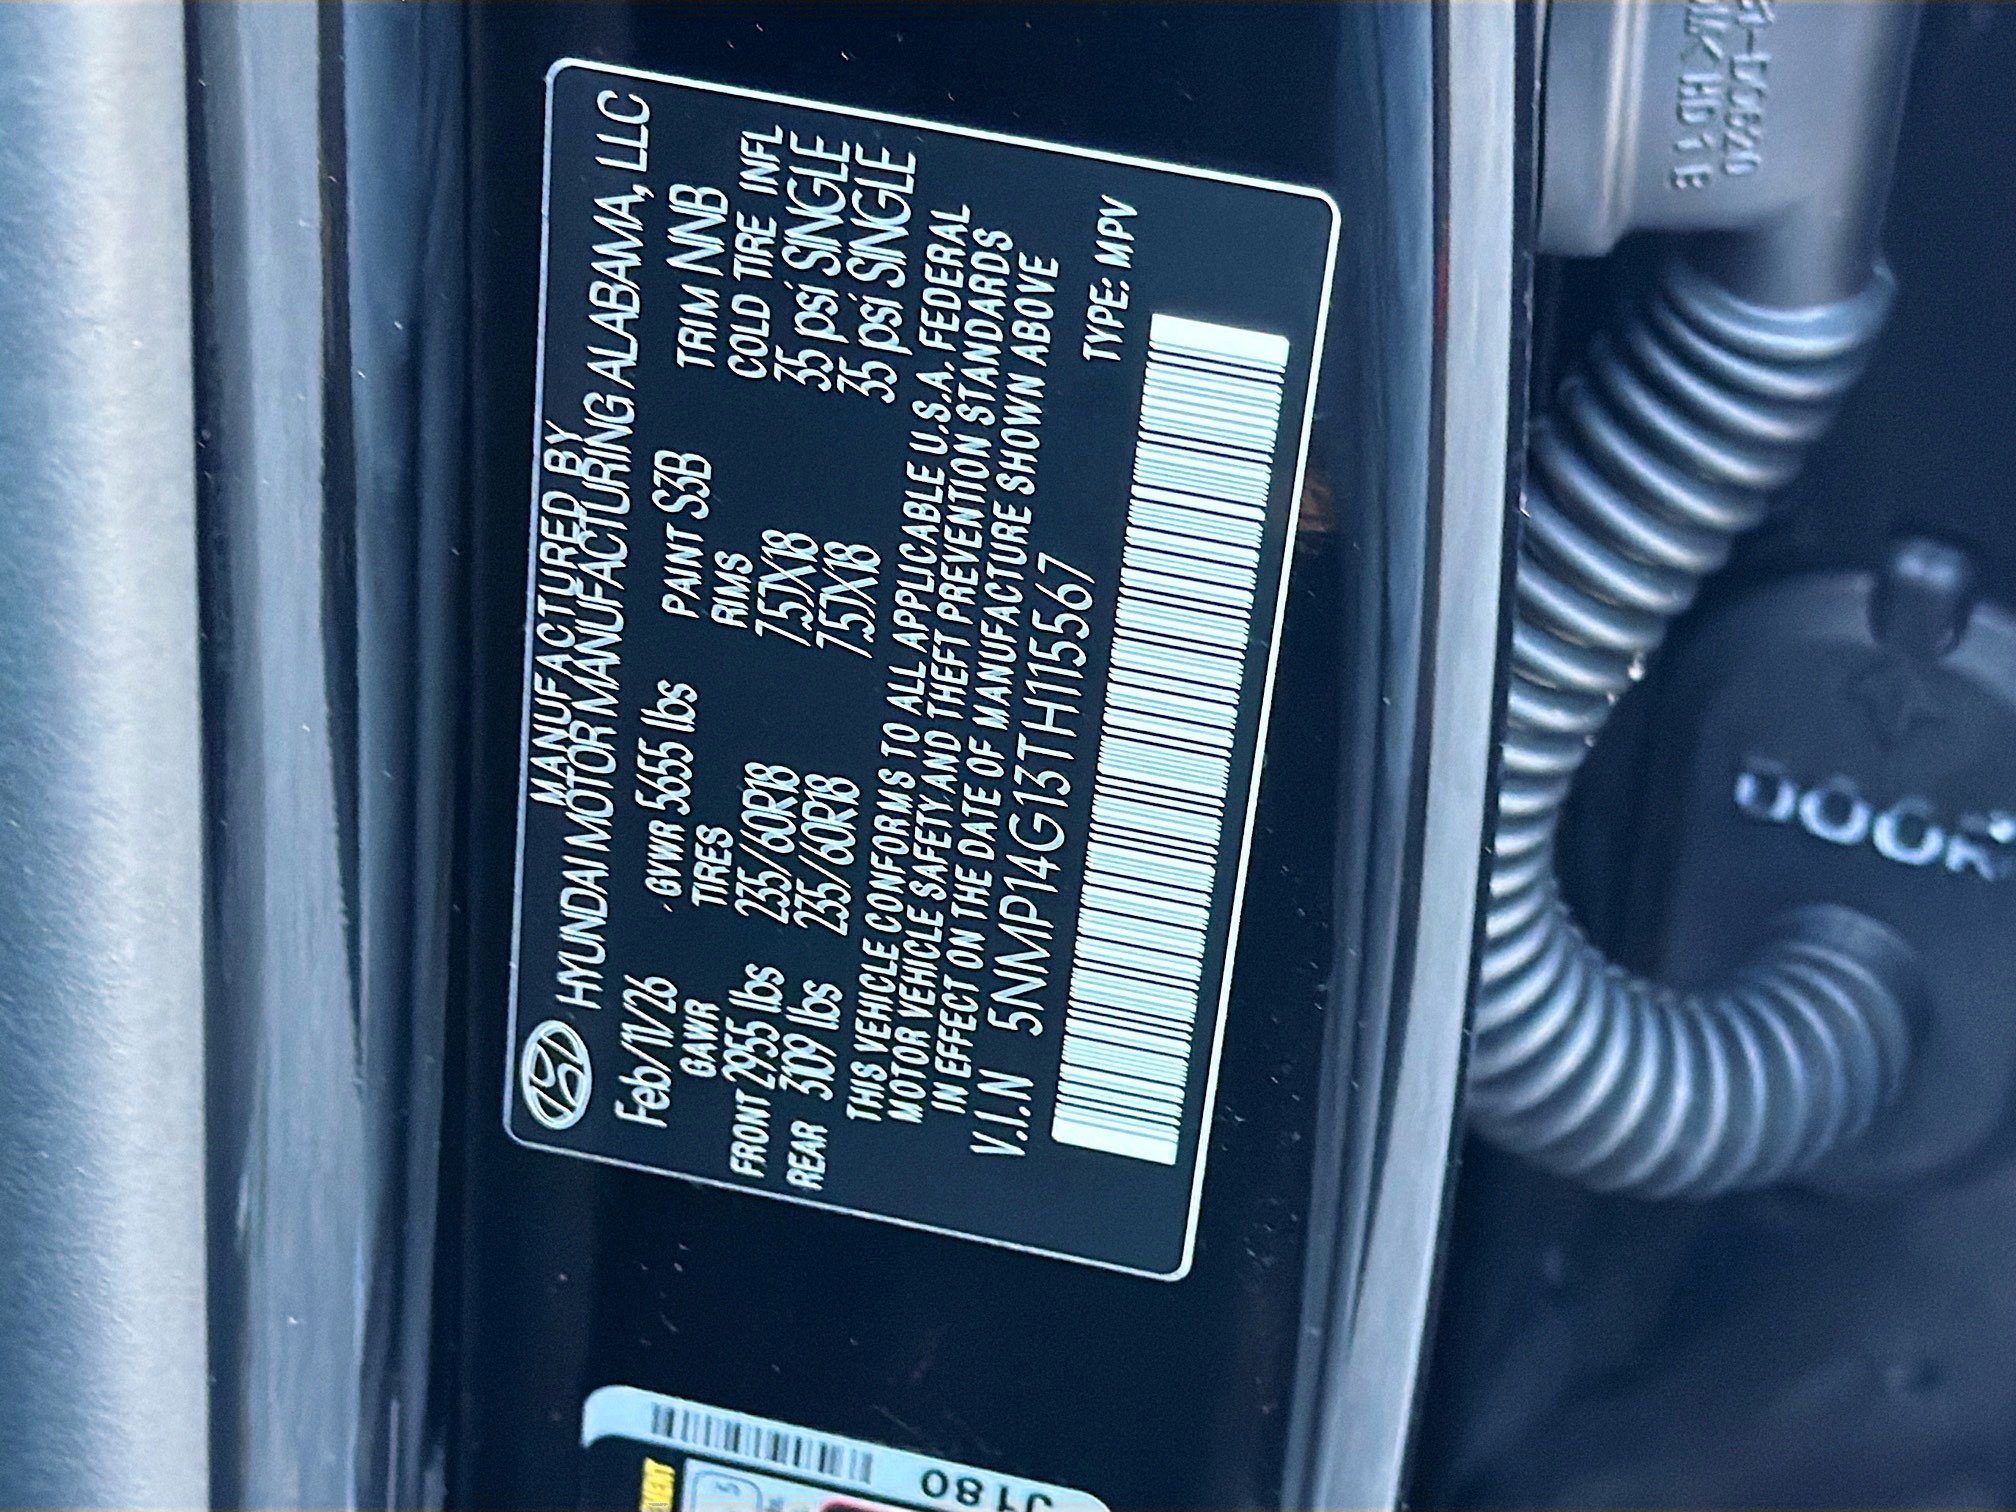 MANUFACTURED BY
HYUNDAI MOTOR MANUFACTURING ALABAMA, LLC
Feb/11/26 GVWR 5655 lbs PAINT S3B TRIM NNB
GAWR TIRES RIMS COLD TIRE INFL
FRONT 2955 lbs 235/60R18 7.5JX18 35 psi SINGLE
REAR 3109 lbs 235/60R18 7.5JX18 35 psi SINGLE
THIS VEHICLE CONFORMS TO ALL APPLICABLE U.S.A. FEDERAL
MOTOR VEHICLE SAFETY AND THEFT PREVENTION STANDARDS
IN EFFECT ON THE DATE OF MANUFACTURE SHOWN ABOVE
V.I.N 5NMP14G13TH115567 TYPE: MPV
HD11B
DOOR
J180